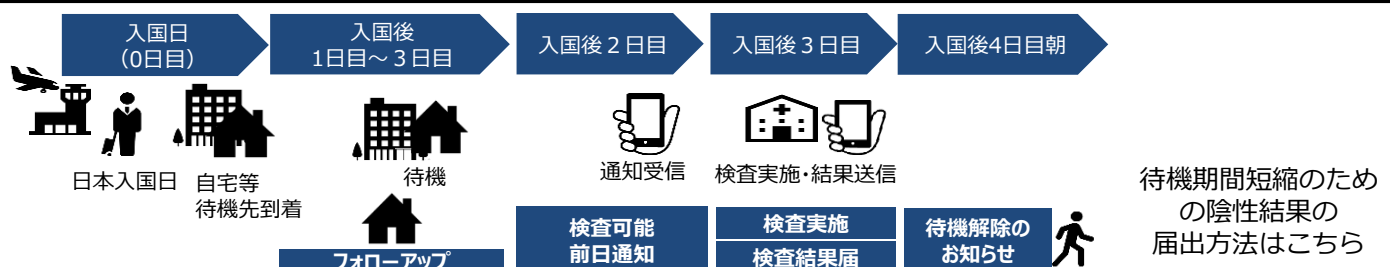 入国日
（0日目）
入国後
1日目～３日目
入国後２日目
入国後３日目
入国後4日目朝
日本入国日
自宅等
待機先到着
待機
通知受信
検査実施・結果送信
フォローアップ
検査可能
前日通知
検査実施
検査結果届
待機解除の
お知らせ
待機期間短縮のため
の陰性結果の
届出方法はこちら